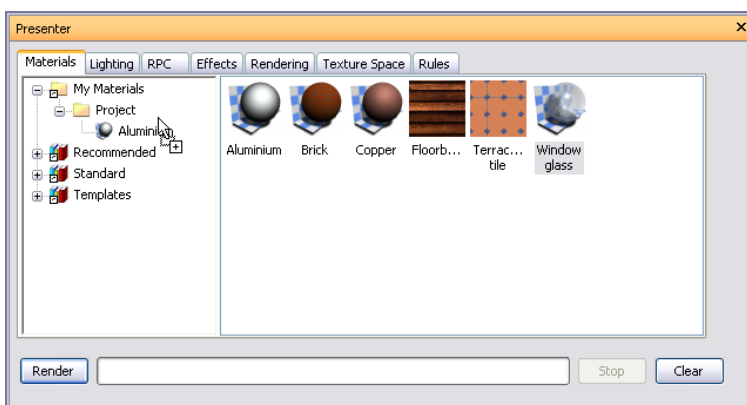 Presenter
Materials Lighting RPC Effects Rendering Texture Space Rules
My Materials
Project
Aluminium
Recommended
Standard
Templates
Aluminium Brick Copper Floorb... Terrac... Window
tile glass
Render Stop Clear